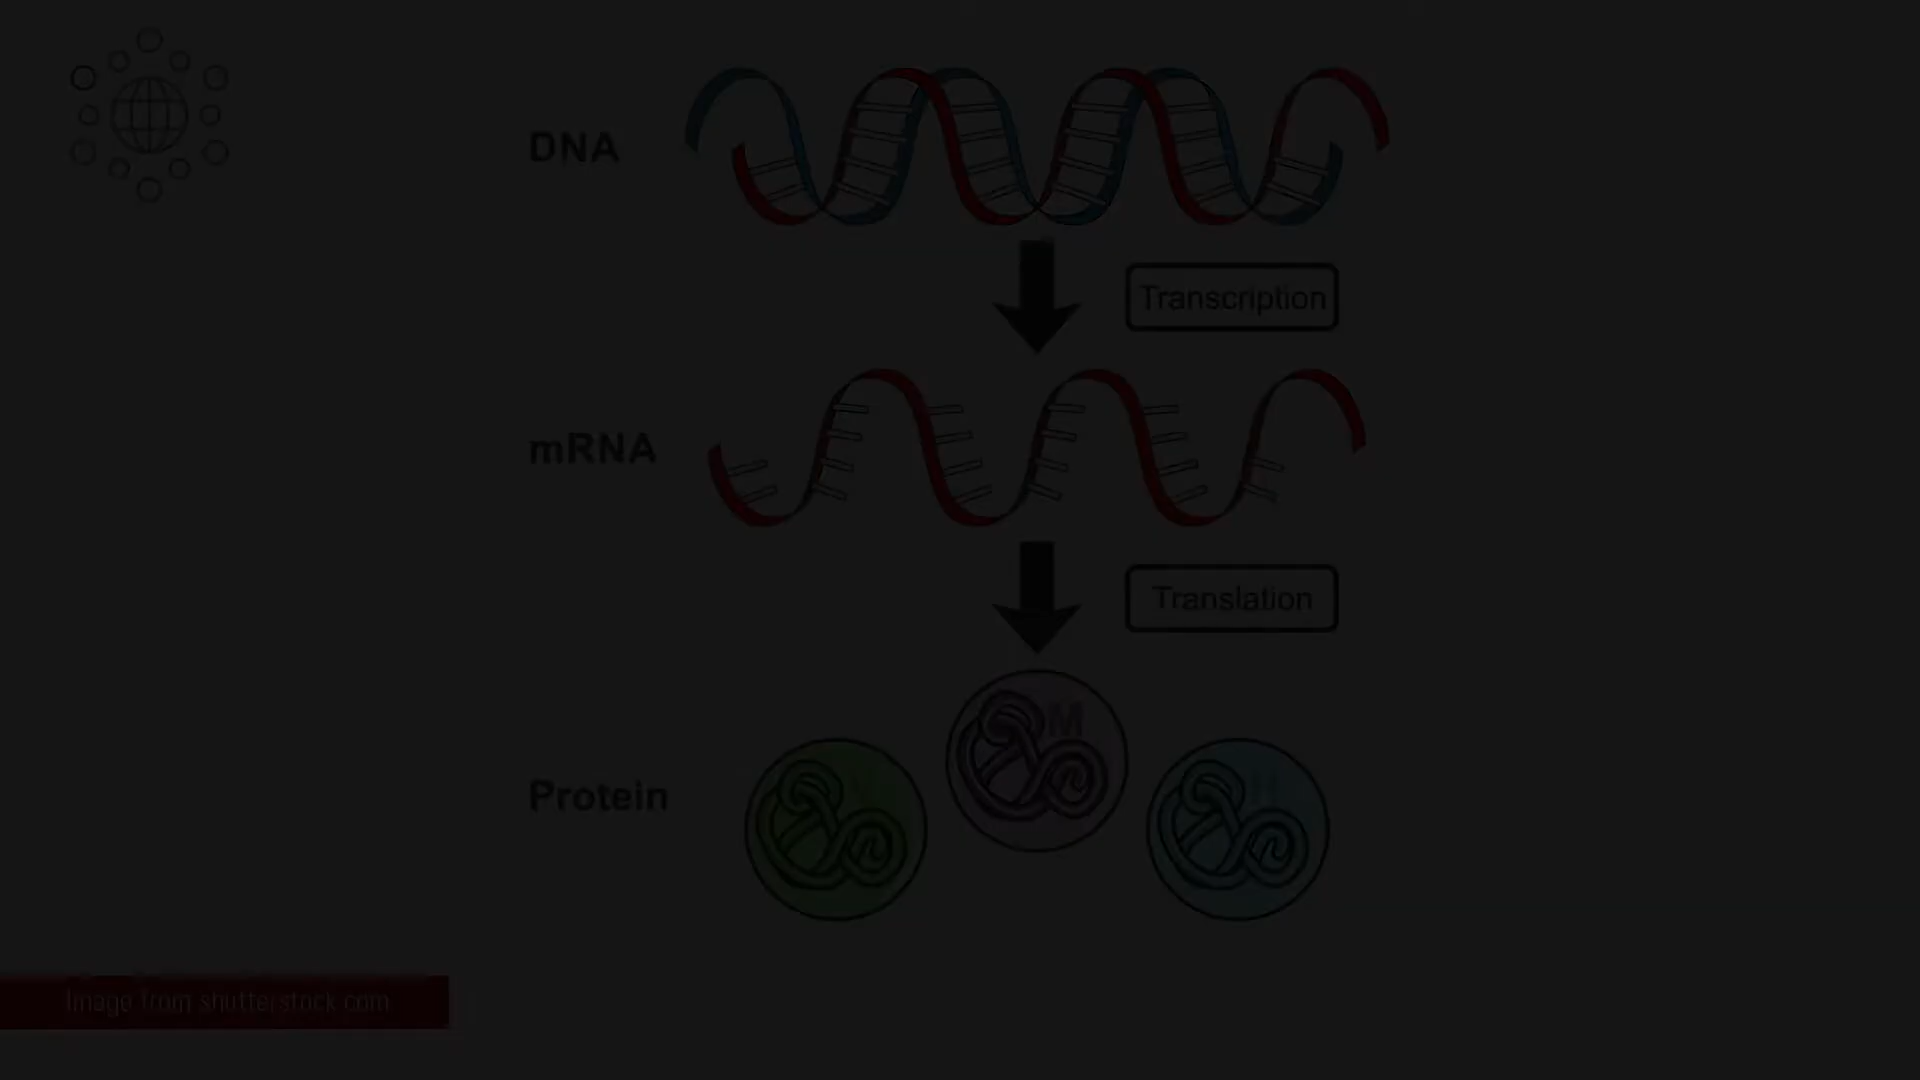 DNA
Transcription
mRNA
Translation
M
Protein
Image from shutterstock.com